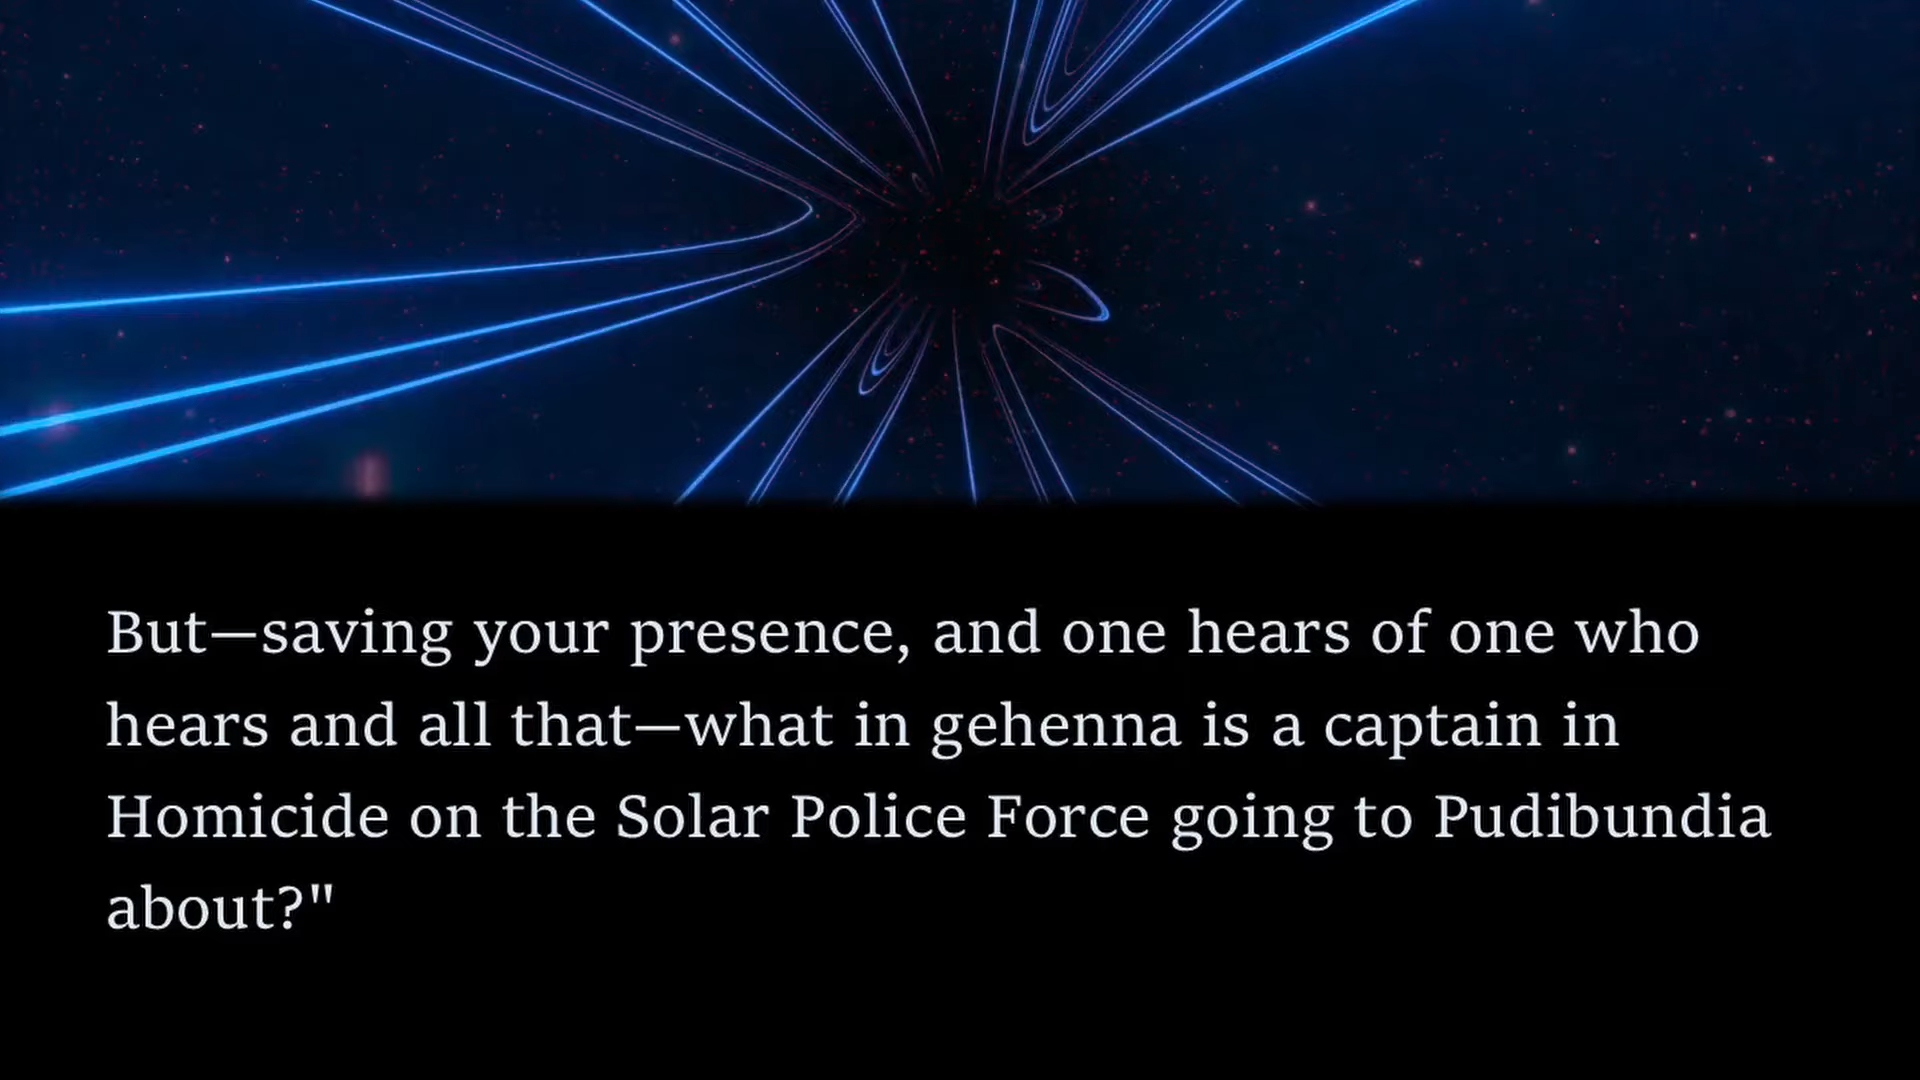 But—saving your presence, and one hears of one who
hears and all that—what in gehenna is a captain in
Homicide on the Solar Police Force going to Pudibundia
about?"